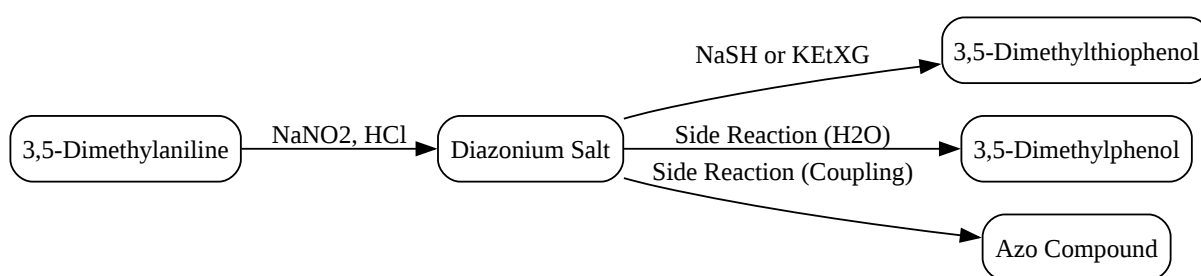 NaSH or KEtXG
3,5-Dimethylthiophenol
3,5-Dimethylaniline
NaNO2, HCl
Diazonium Salt
Side Reaction (H2O)
3,5-Dimethylphenol
Side Reaction (Coupling)
Azo Compound